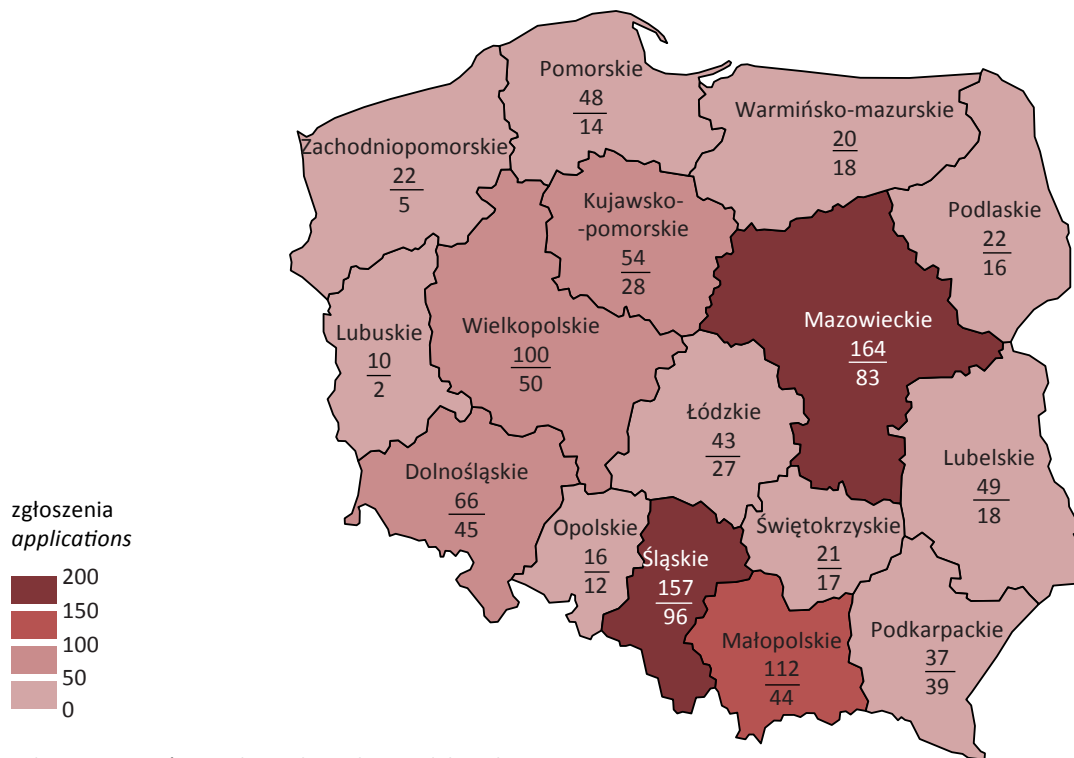 Pomorskie
48
14
Warmińsko-mazurskie
20
18
Zachodniopomorskie
22
5
Kujawsko-
-pomorskie
54
28
Podlaskie
22
16
Mazowieckie
164
83
Wielkopolskie
100
50
Lubuskie
10
2
Łódzkie
43
27
Lubelskie
49
18
Dolnośląskie
66
45
Opolskie
16
12
Śląskie
157
96
Świętokrzyskie
21
17
Małopolskie
112
44
Podkarpackie
37
39
zgłoszenia
applications
200
150
100
50
0